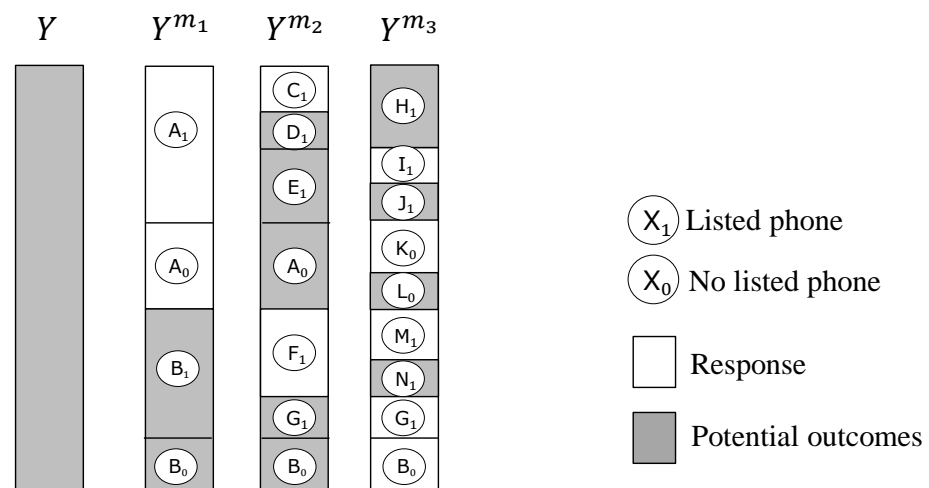 Y Y^{m_1} Y^{m_2} Y^{m_3}
A₁
A₀
B₁
B₀
C₁
D₁
E₁
A₀
F₁
G₁
B₀
H₁
I₁
J₁
K₀
L₀
M₁
N₁
G₁
B₀
X₁ Listed phone
X₀ No listed phone
Response
Potential outcomes